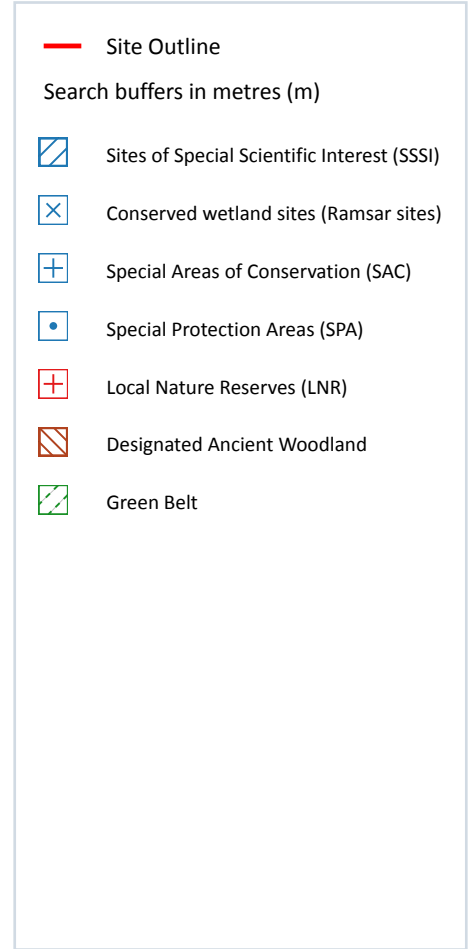 Site Outline
Search buffers in metres (m)
Sites of Special Scientific Interest (SSSI)
Conserved wetland sites (Ramsar sites)
Special Areas of Conservation (SAC)
Special Protection Areas (SPA)
Local Nature Reserves (LNR)
Designated Ancient Woodland
Green Belt